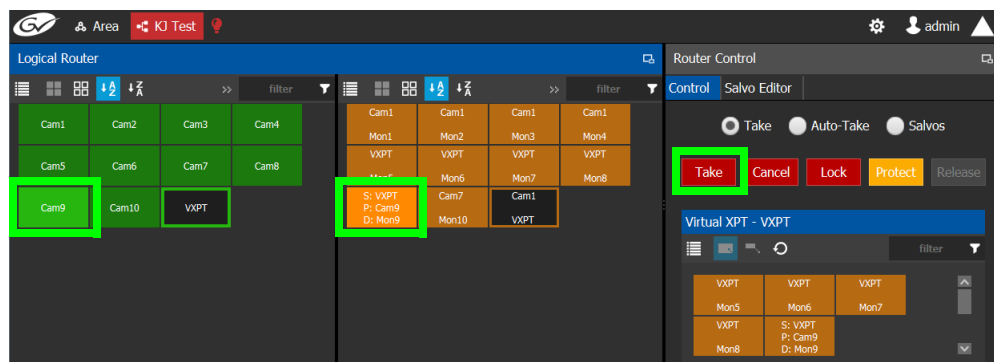 GV Area KJ Test admin
Logical Router
Router Control
A
Z
Z
A
>> filter
A
Z
Z
A
>> filter
Control Salvo Editor
Cam1 Cam2 Cam3 Cam4
Cam5 Cam6 Cam7 Cam8
Cam9 Cam10 VXPT
Cam1 Cam1 Cam1 Cam1
Mon1 Mon2 Mon3 Mon4
VXPT VXPT VXPT VXPT
Mon5 Mon6 Mon7 Mon8
S: VXPT Cam7 Cam1
P: Cam9
D: Mon9 Mon10 VXPT
Take Auto-Take Salvos
Take Cancel Lock Protect Release
Virtual XPT - VXPT
filter
VXPT VXPT VXPT
Mon5 Mon6 Mon7
VXPT S: VXPT
P: Cam9
Mon8 D: Mon9